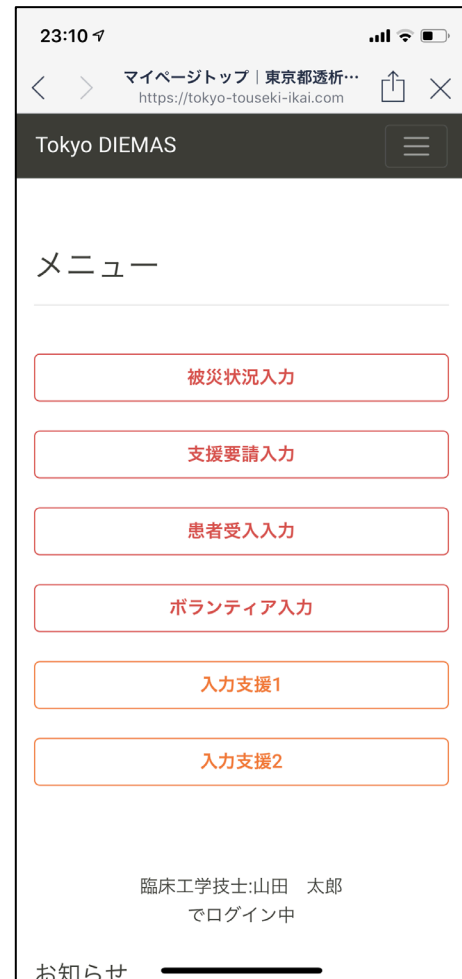 23:10
マイページトップ｜東京都透析…
https://tokyo-touseki-ikai.com
Tokyo DIEMAS
メニュー
被災状況入力
支援要請入力
患者受入入力
ボランティア入力
入力支援1
入力支援2
臨床工学技士:山田　太郎
でログイン中
お知らせ